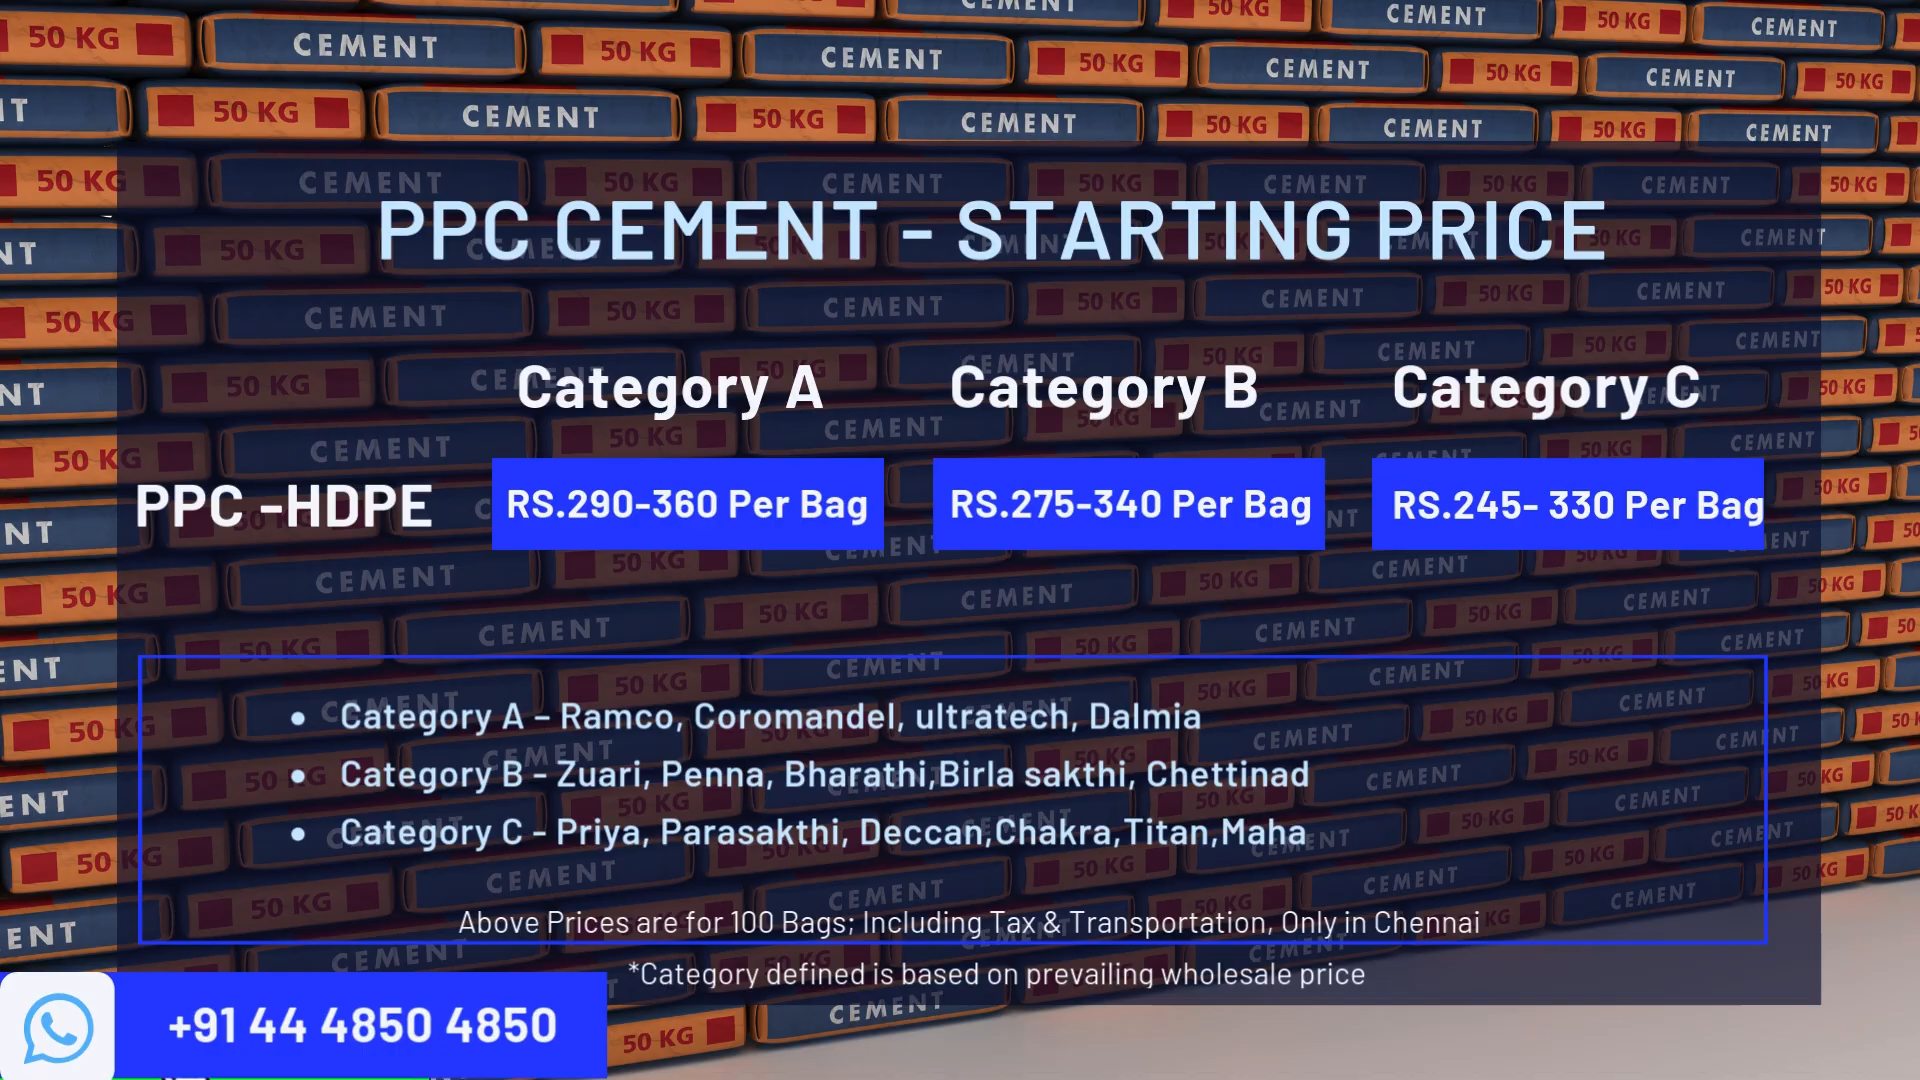 PPC CEMENT - STARTING PRICE
Category A Category B Category C
PPC -HDPE RS.290-360 Per Bag RS.275-340 Per Bag RS.245- 330 Per Bag
• Category A – Ramco, Coromandel, ultratech, Dalmia
• Category B - Zuari, Penna, Bharathi,Birla sakthi, Chettinad
• Category C - Priya, Parasakthi, Deccan,Chakra,Titan,Maha
Above Prices are for 100 Bags; Including Tax & Transportation, Only in Chennai
*Category defined is based on prevailing wholesale price
+91 44 4850 4850